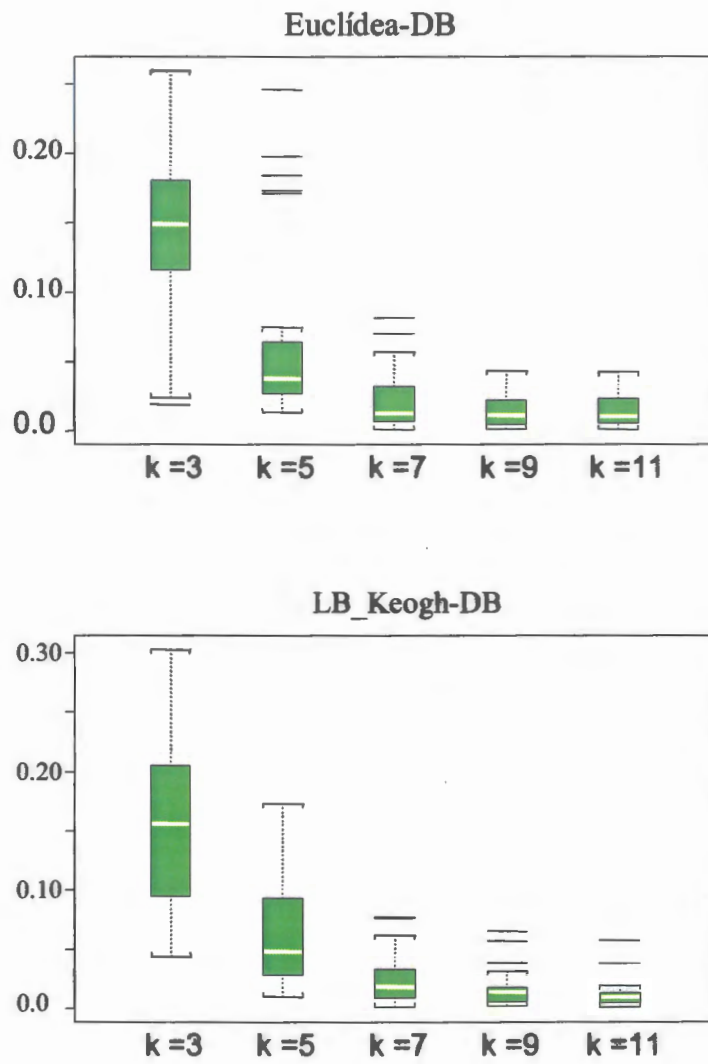 Euclídea-DB
0.20
0.10
0.0
k =3 k =5 k =7 k =9 k =11
LB_Keogh-DB
0.30
0.20
0.10
0.0
k =3 k =5 k =7 k =9 k =11